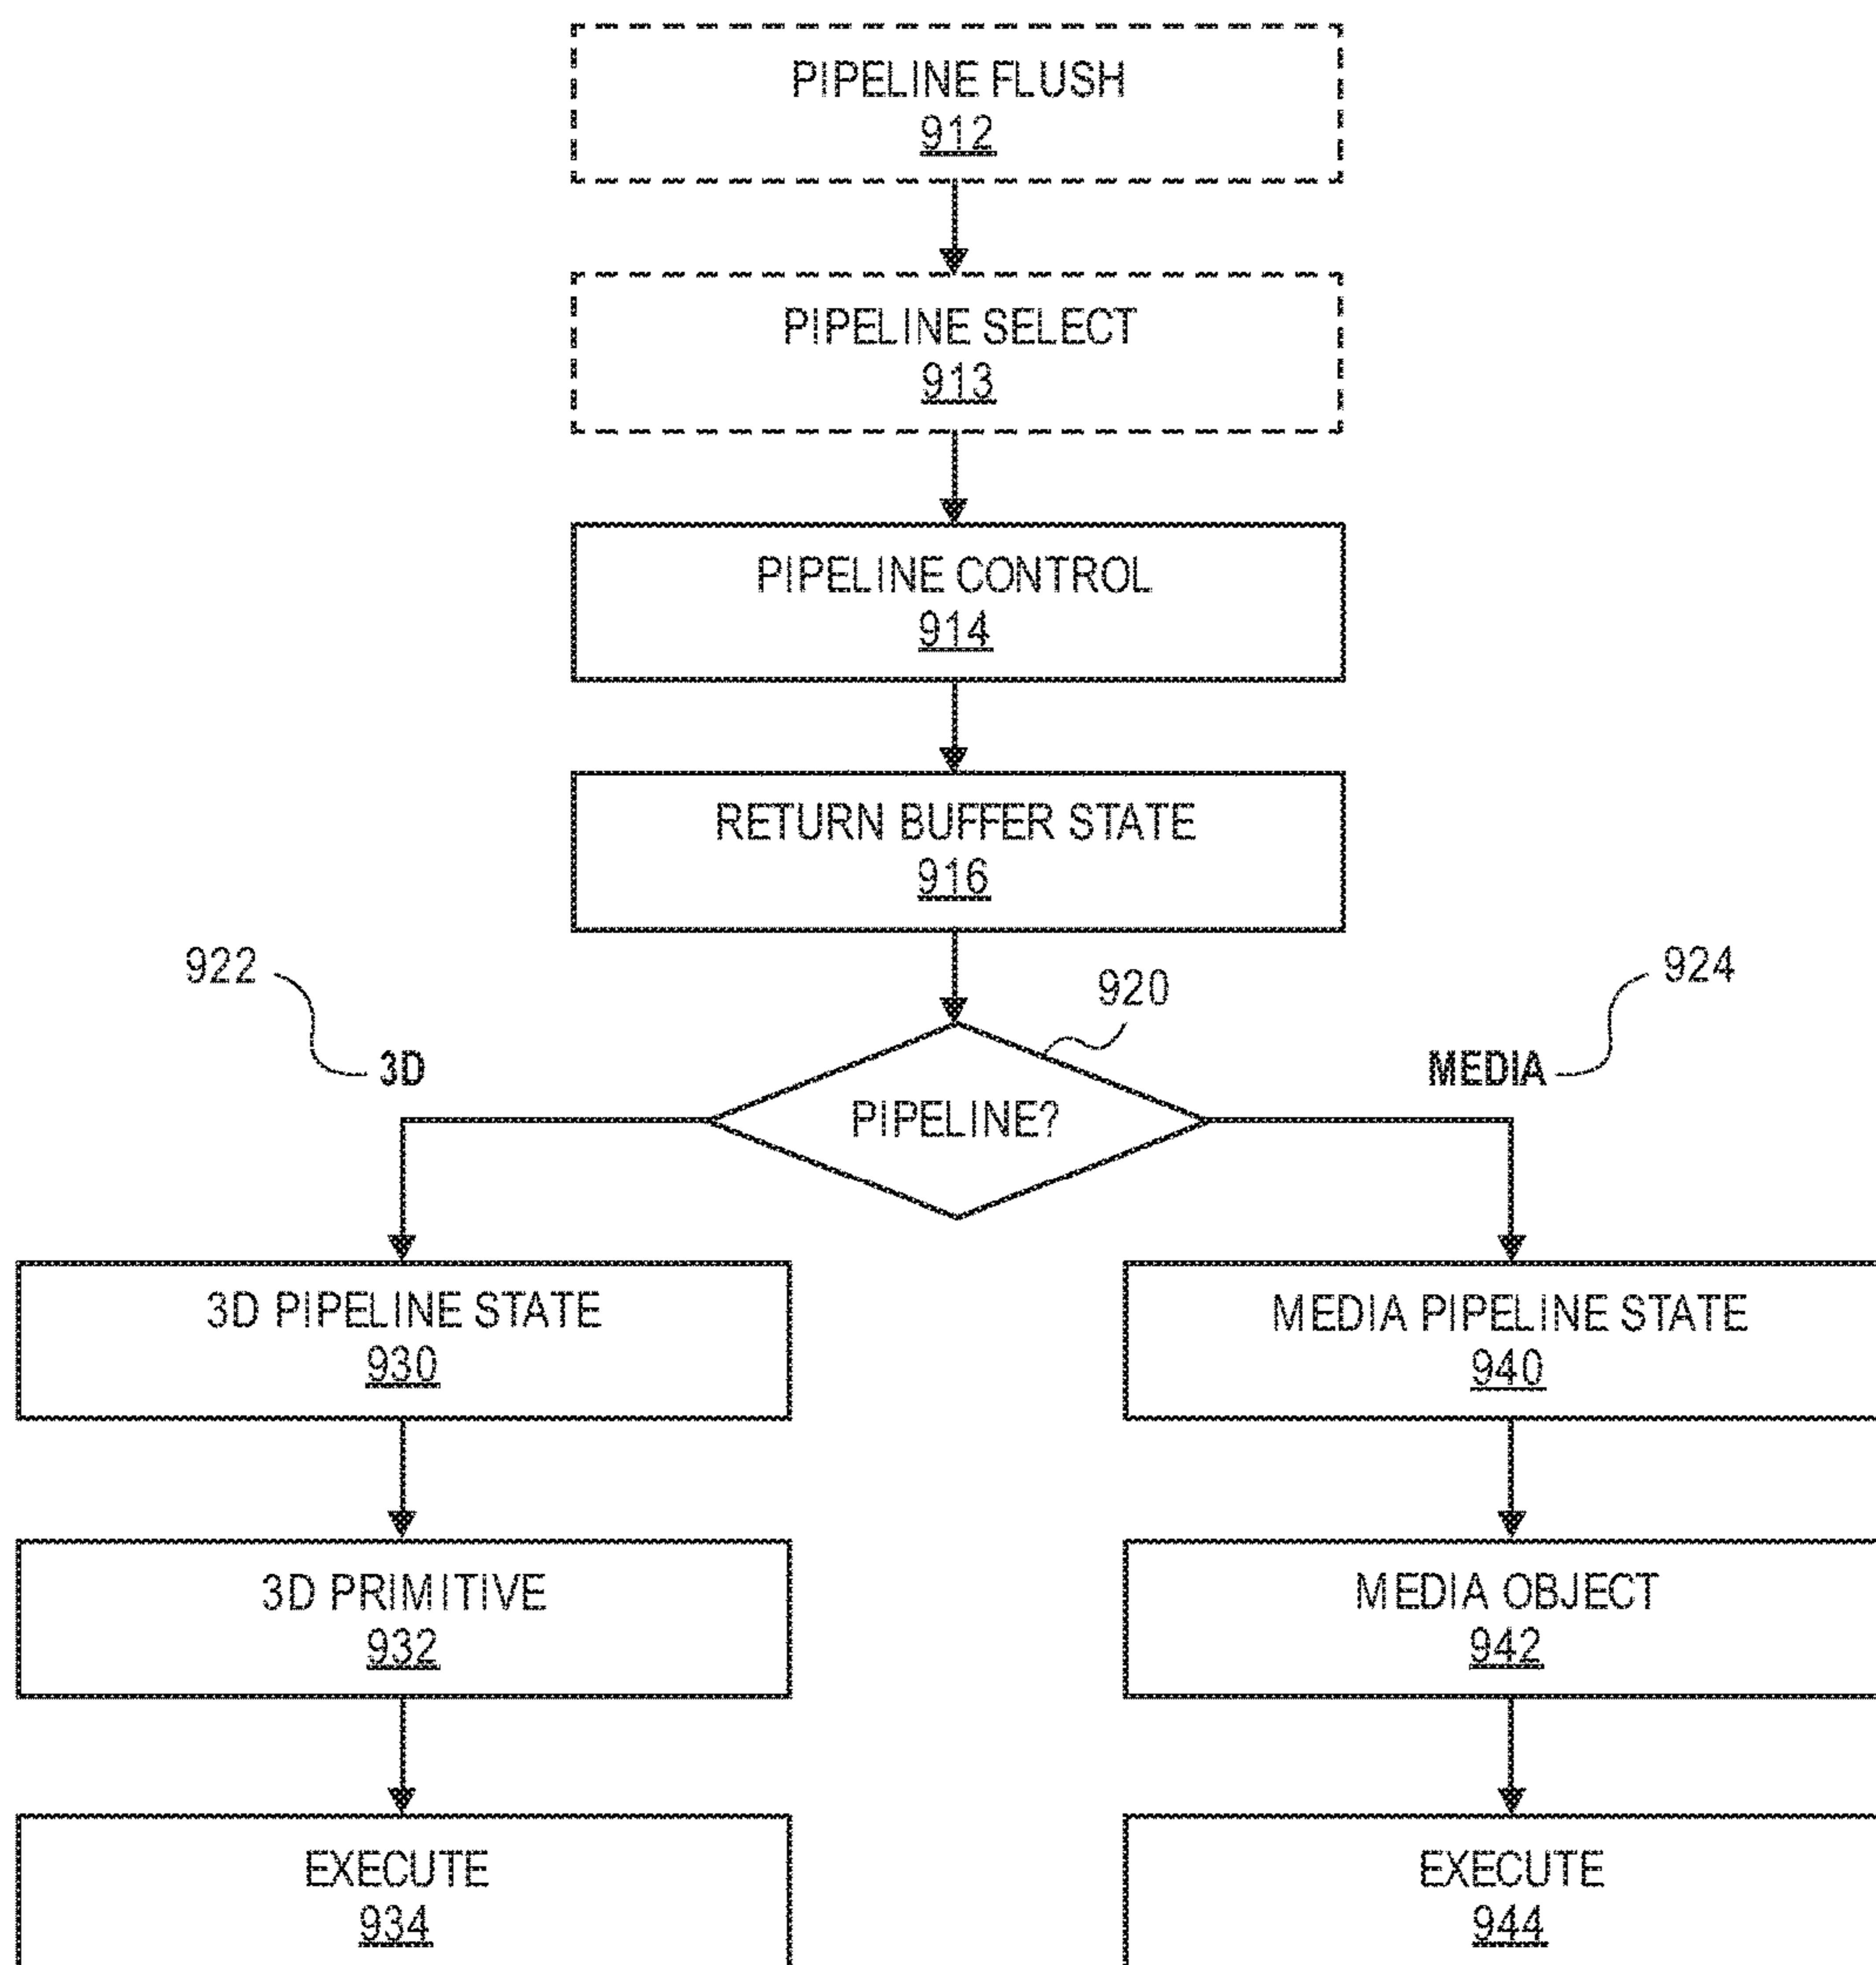 PIPELINE FLUSH
912
PIPELINE SELECT
913
PIPELINE CONTROL
914
RETURN BUFFER STATE
916
922
920
924
3D
MEDIA
PIPELINE?
3D PIPELINE STATE
930
MEDIA PIPELINE STATE
940
3D PRIMITIVE
932
MEDIA OBJECT
942
EXECUTE
934
EXECUTE
944